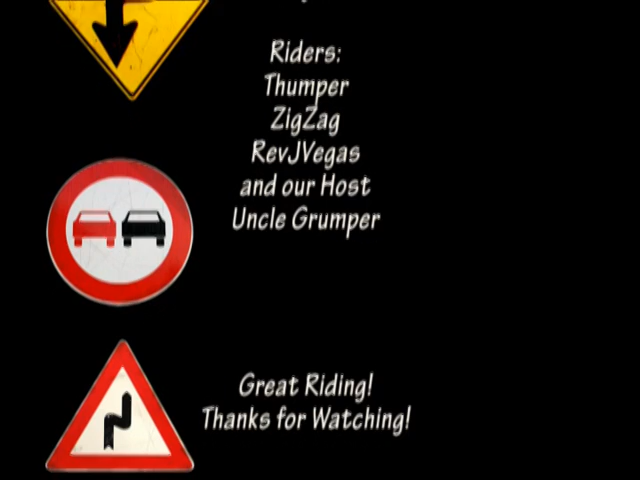 Riders:
Thumper
ZigZag
RevJVegas
and our Host
Uncle Grumper
Great Riding!
Thanks for Watching!